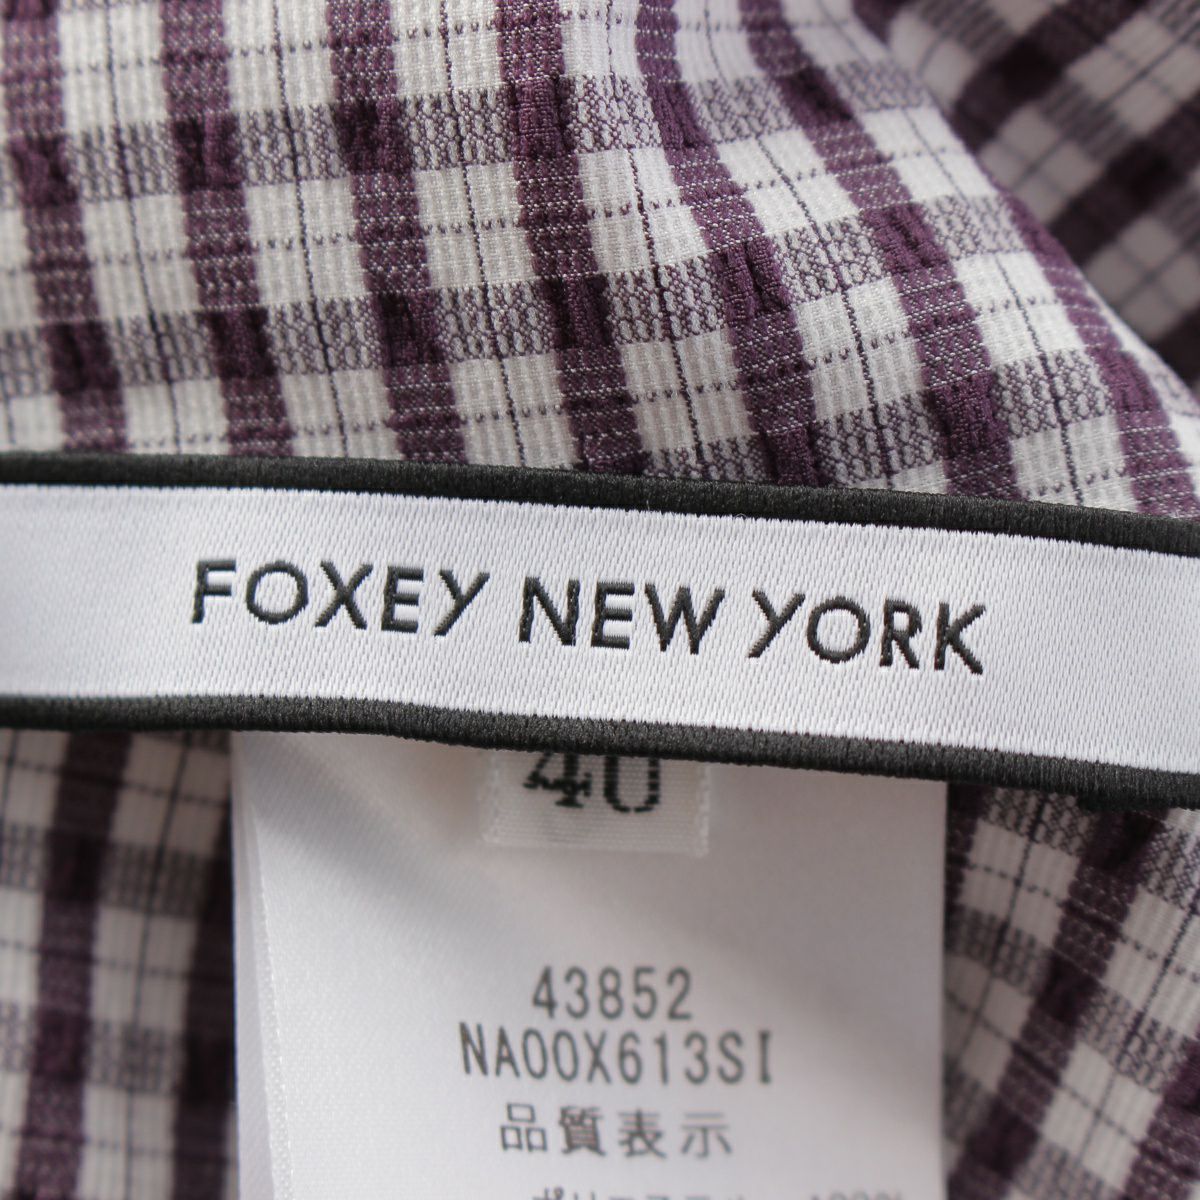 FOXEY NEW YORK
40
43852
NA00X613SI
品質表示